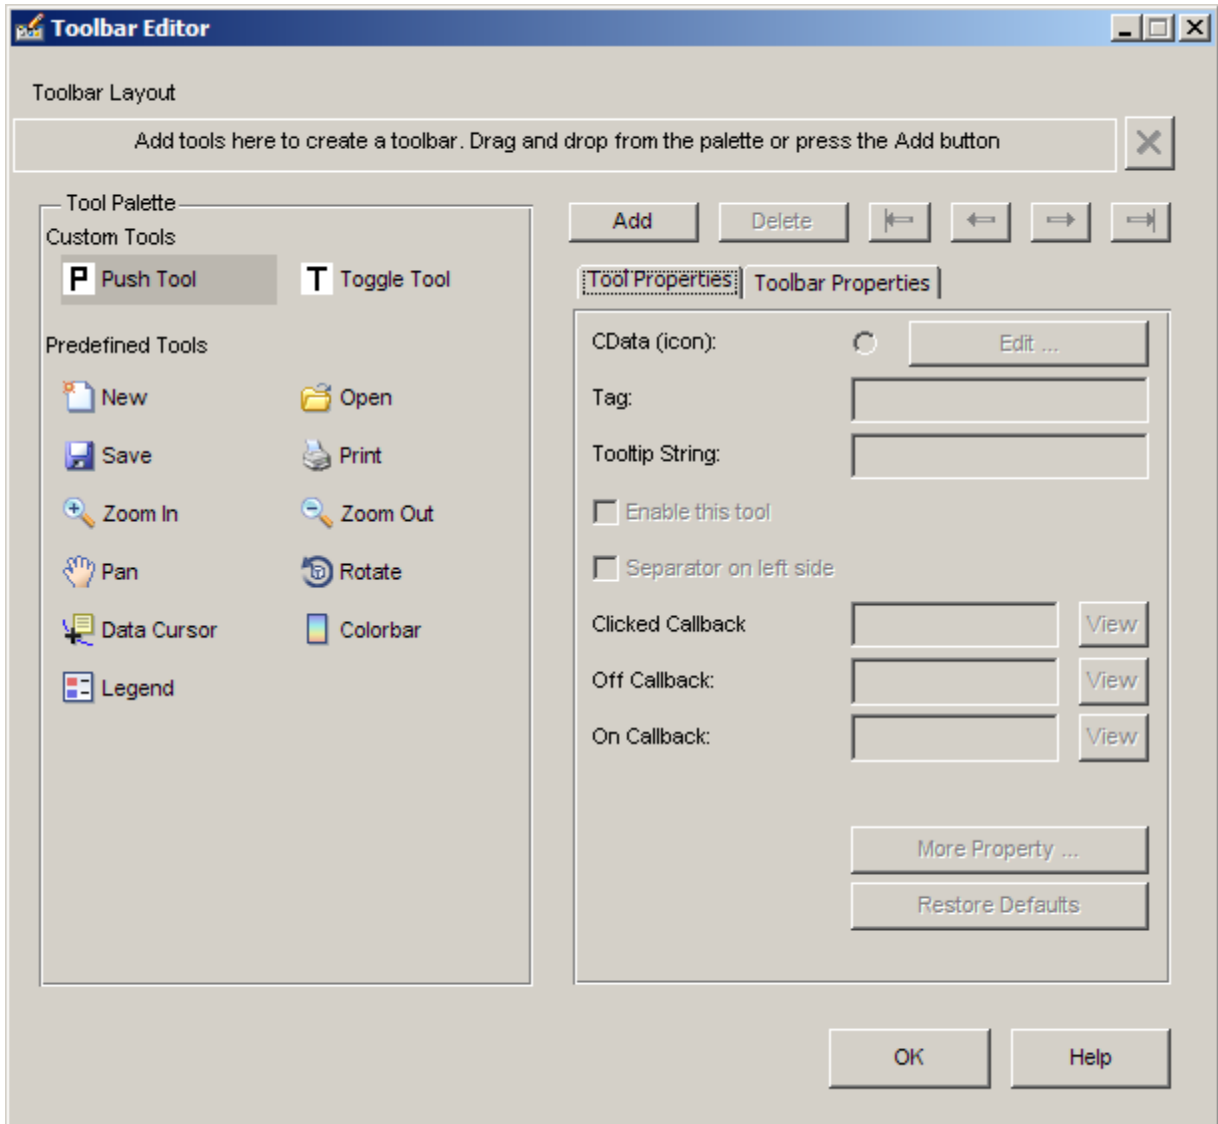 Toolbar Editor
Toolbar Layout
Add tools here to create a toolbar. Drag and drop from the palette or press the Add button
Tool Palette
Custom Tools
P Push Tool
T Toggle Tool
Predefined Tools
New
Open
Save
Print
Zoom In
Zoom Out
Pan
Rotate
Data Cursor
Colorbar
Legend
Add
Delete
Tool Properties
Toolbar Properties
CData (icon):
Edit ...
Tag:
Tooltip String:
Enable this tool
Separator on left side
Clicked Callback
View
Off Callback:
View
On Callback:
View
More Property ...
Restore Defaults
OK
Help